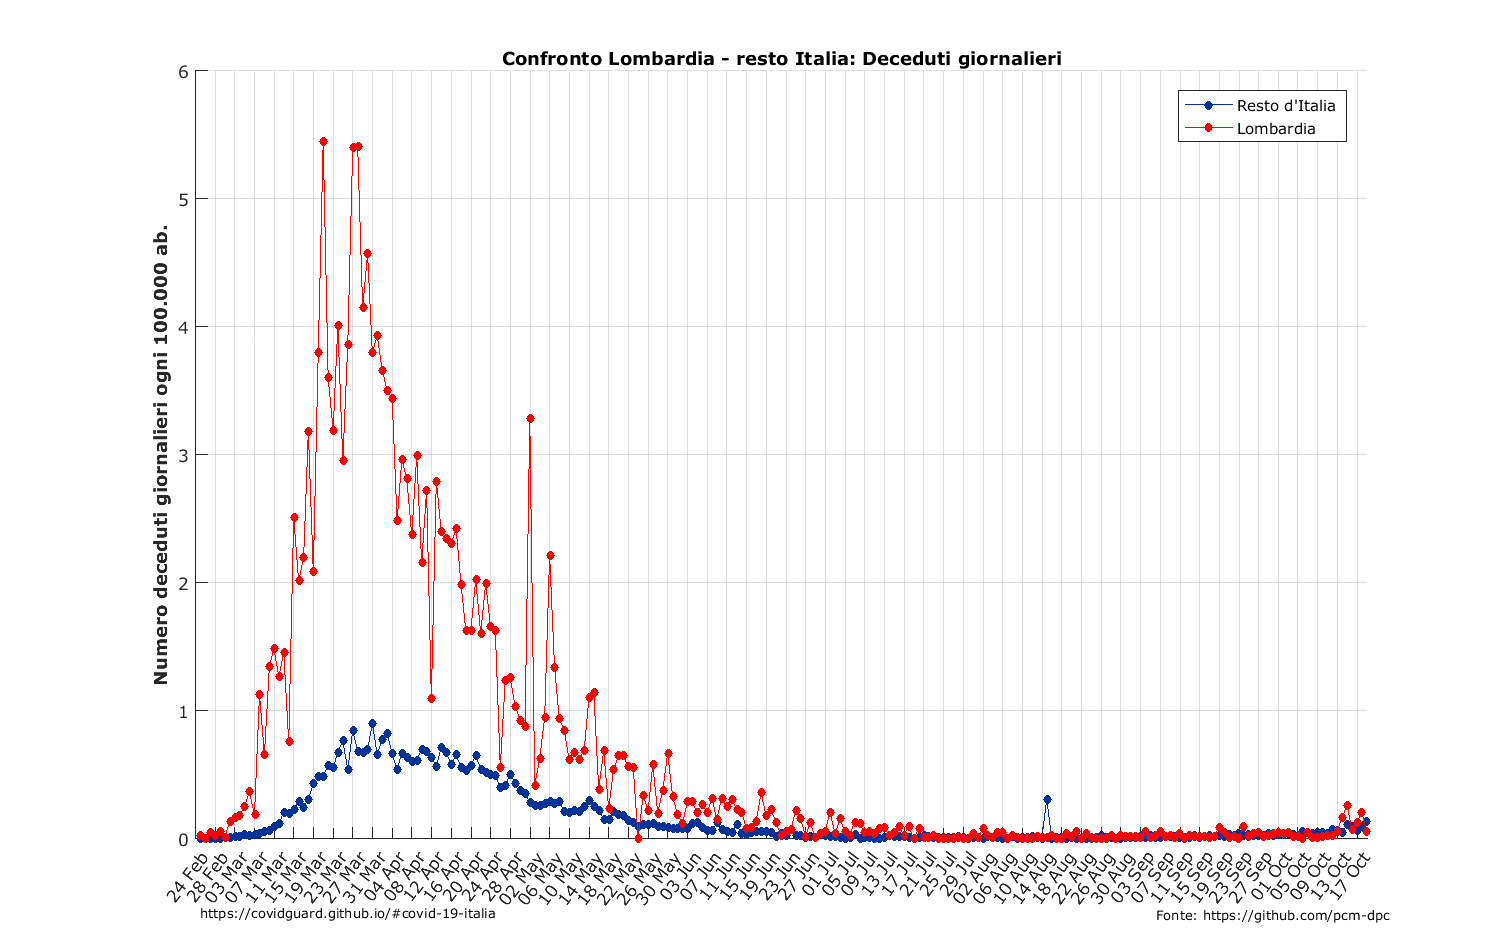 Confronto Lombardia - resto Italia: Deceduti giornalieri
Resto d'Italia
Lombardia
Numero deceduti giornalieri ogni 100.000 ab.
6
5
4
3
2
1
0
24 Feb
28 Feb
03 Mar
07 Mar
11 Mar
15 Mar
19 Mar
23 Mar
27 Mar
31 Mar
04 Apr
08 Apr
12 Apr
16 Apr
20 Apr
24 Apr
28 Apr
02 May
06 May
10 May
14 May
18 May
22 May
26 May
30 May
03 Jun
07 Jun
11 Jun
15 Jun
19 Jun
23 Jun
27 Jun
01 Jul
05 Jul
09 Jul
13 Jul
17 Jul
21 Jul
25 Jul
29 Jul
02 Aug
06 Aug
10 Aug
14 Aug
18 Aug
22 Aug
26 Aug
30 Aug
03 Sep
07 Sep
11 Sep
15 Sep
19 Sep
23 Sep
27 Sep
01 Oct
05 Oct
09 Oct
13 Oct
17 Oct
https://covidguard.github.io/#covid-19-italia
Fonte: https://github.com/pcm-dpc